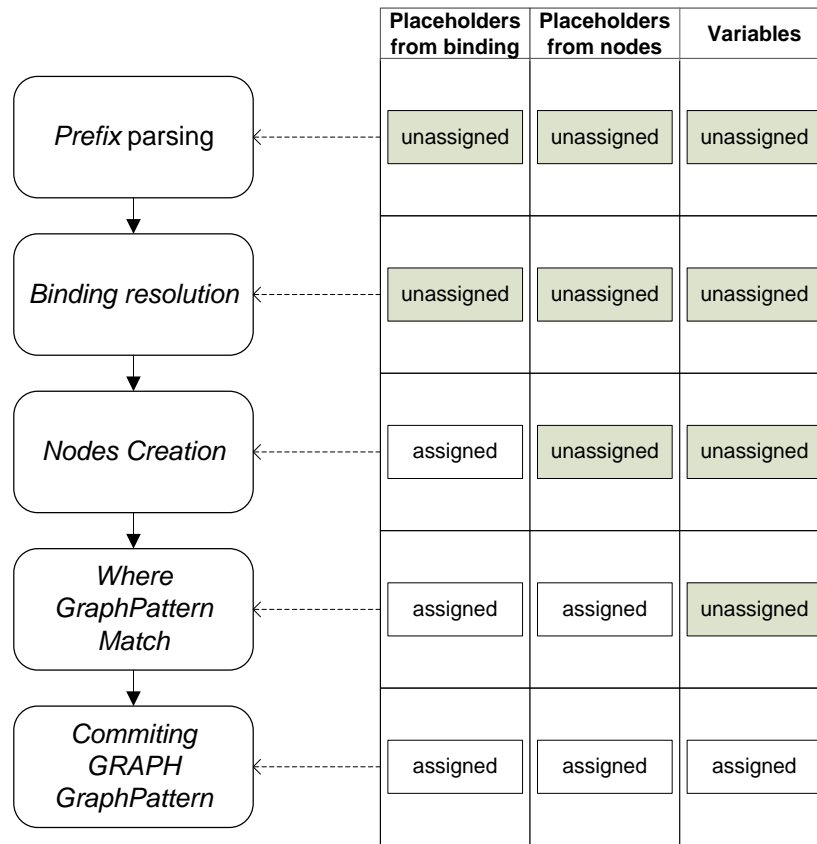 Placeholders
from binding
Placeholders
from nodes
Variables
Prefix parsing
unassigned
unassigned
unassigned
Binding resolution
unassigned
unassigned
unassigned
Nodes Creation
assigned
unassigned
unassigned
Where
GraphPattern
Match
assigned
assigned
unassigned
Commiting
GRAPH
GraphPattern
assigned
assigned
assigned